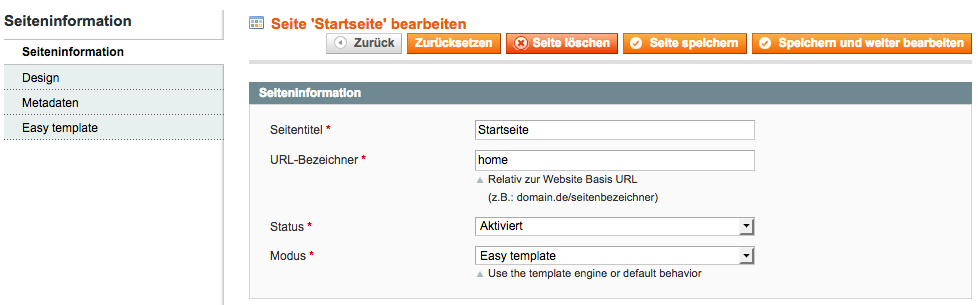 Seiteninformation
Seiteninformation
Design
Metadaten
Easy template
Seite 'Startseite' bearbeiten
Zurück
Zurücksetzen
Seite löschen
Seite speichern
Speichern und weiter bearbeiten
Seiteninformation
Seitentitel *
Startseite
URL-Bezeichner *
home
Relativ zur Website Basis URL
(z.B.: domain.de/seitenbezeichner)
Status *
Aktiviert
Modus *
Easy template
Use the template engine or default behavior